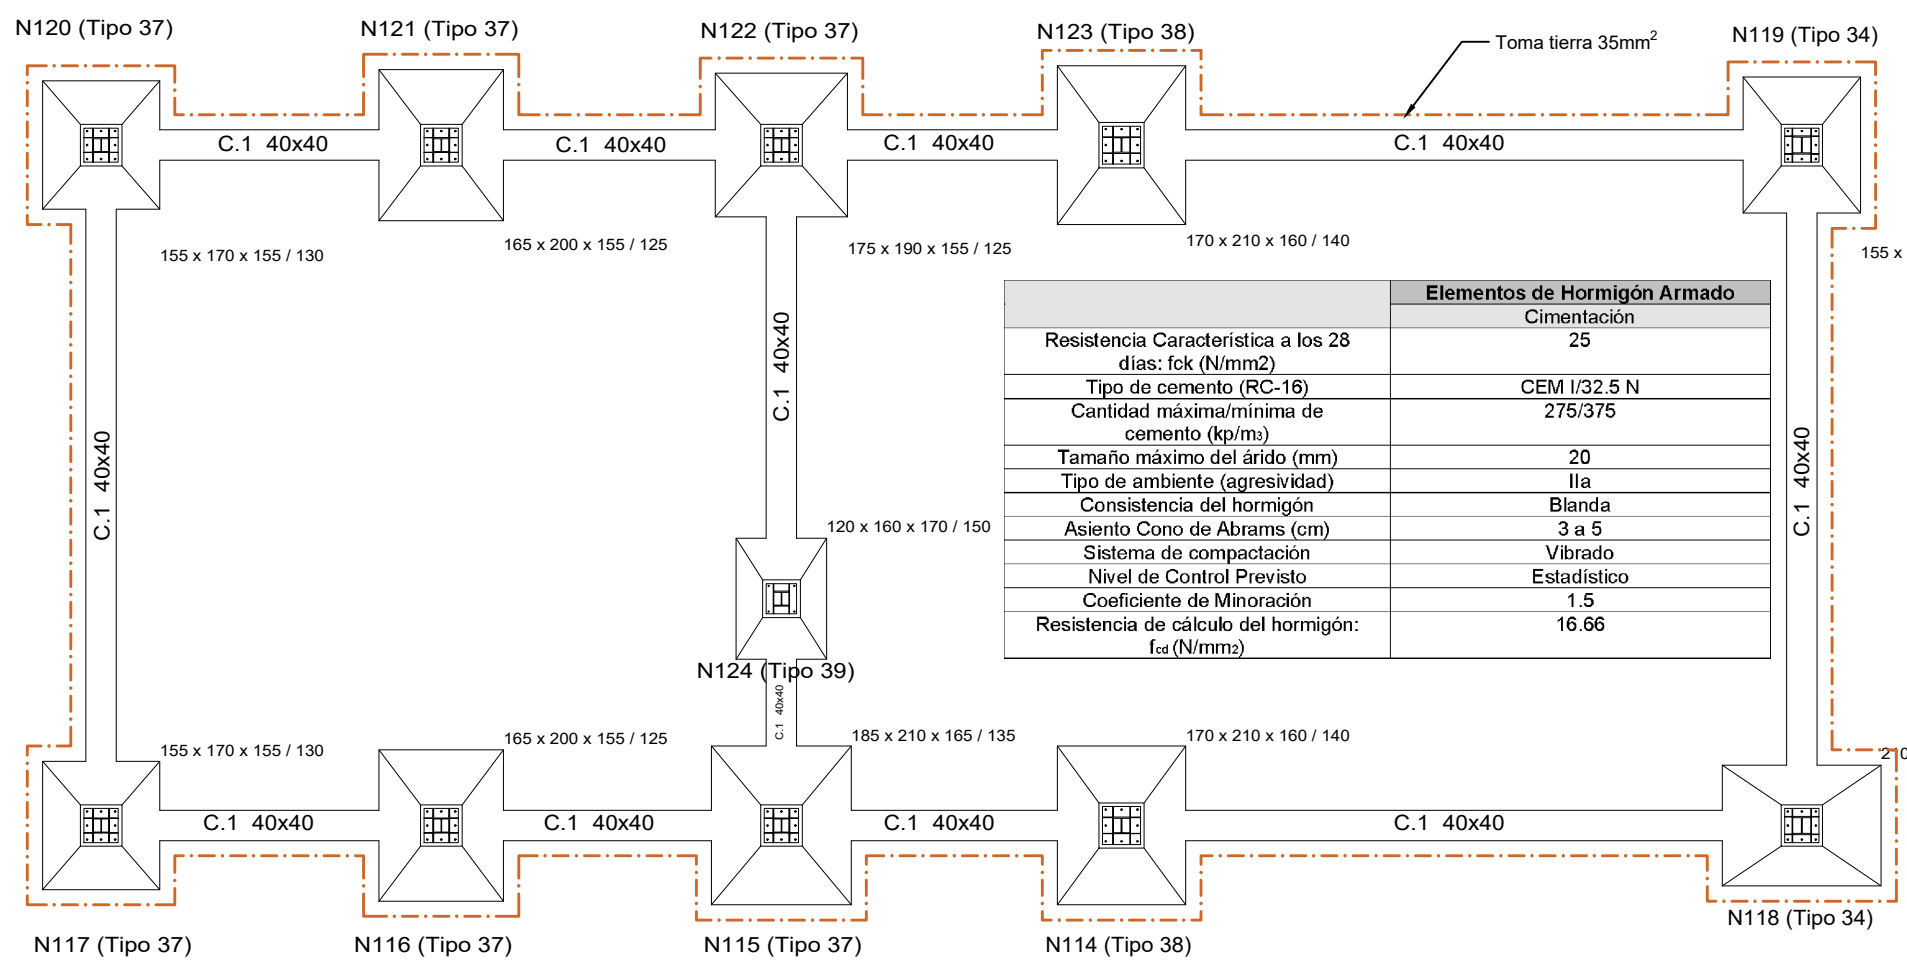 N120 (Tipo 37)
N121 (Tipo 37)
N122 (Tipo 37)
N123 (Tipo 38)
Toma tierra 35mm²
N119 (Tipo 34)
C.1 40x40
C.1 40x40
C.1 40x40
C.1 40x40
155 x 170 x 155 / 130
165 x 200 x 155 / 125
175 x 190 x 155 / 125
170 x 210 x 160 / 140
155 x
Elementos de Hormigón Armado
Cimentación
Resistencia Característica a los 28 días: fck (N/mm2) 25
Tipo de cemento (RC-16) CEM I/32.5 N
Cantidad máxima/mínima de cemento (kp/m3) 275/375
Tamaño máximo del árido (mm) 20
Tipo de ambiente (agresividad) IIa
Consistencia del hormigón Blanda
Asiento Cono de Abrams (cm) 3 a 5
Sistema de compactación Vibrado
Nivel de Control Previsto Estadístico
Coeficiente de Minoración 1.5
Resistencia de cálculo del hormigón: fcd (N/mm2) 16.66
C.1 40x40
C.1 40x40
C.1 40x40
120 x 160 x 170 / 150
N124 (Tipo 39)
C.1 40x40
155 x 170 x 155 / 130
165 x 200 x 155 / 125
185 x 210 x 165 / 135
170 x 210 x 160 / 140
C.1 40x40
C.1 40x40
C.1 40x40
C.1 40x40
N117 (Tipo 37)
N116 (Tipo 37)
N115 (Tipo 37)
N114 (Tipo 38)
N118 (Tipo 34)